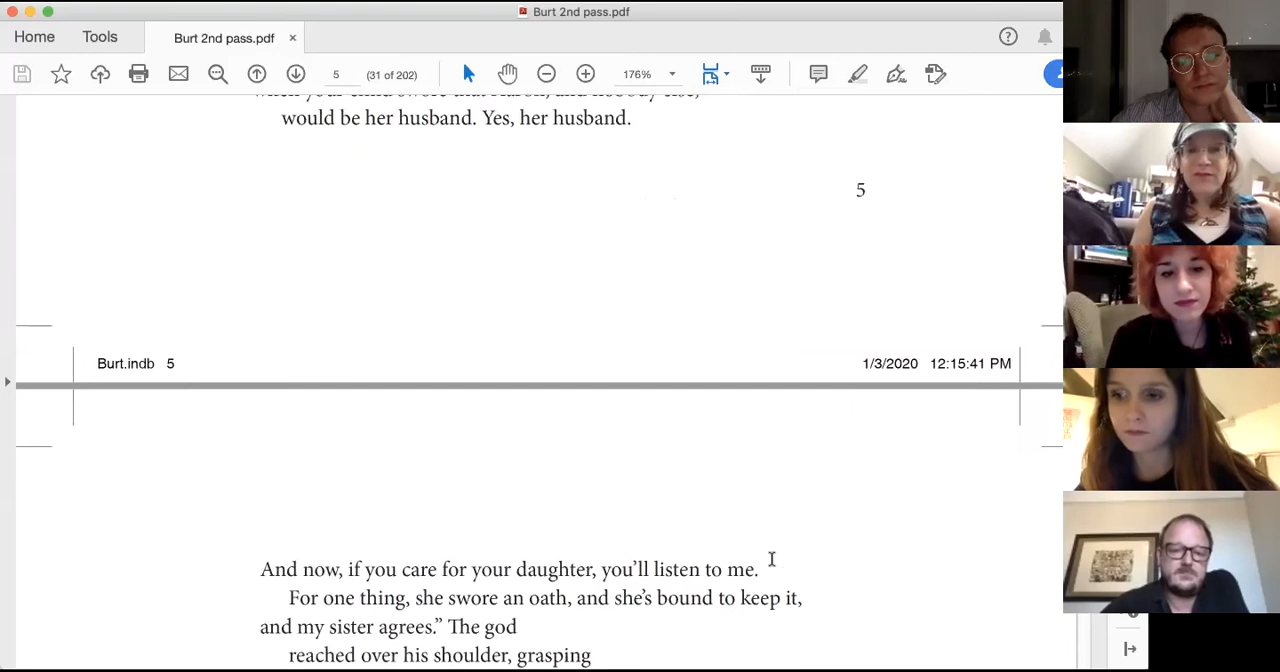 Burt 2nd pass.pdf
Home Tools Burt 2nd pass.pdf ×
5 (31 of 202) 176%
would be her husband. Yes, her husband.
5
Burt.indb 5 1/3/2020 12:15:41 PM
And now, if you care for your daughter, you’ll listen to me.
For one thing, she swore an oath, and she’s bound to keep it,
and my sister agrees.” The god
reached over his shoulder, grasping